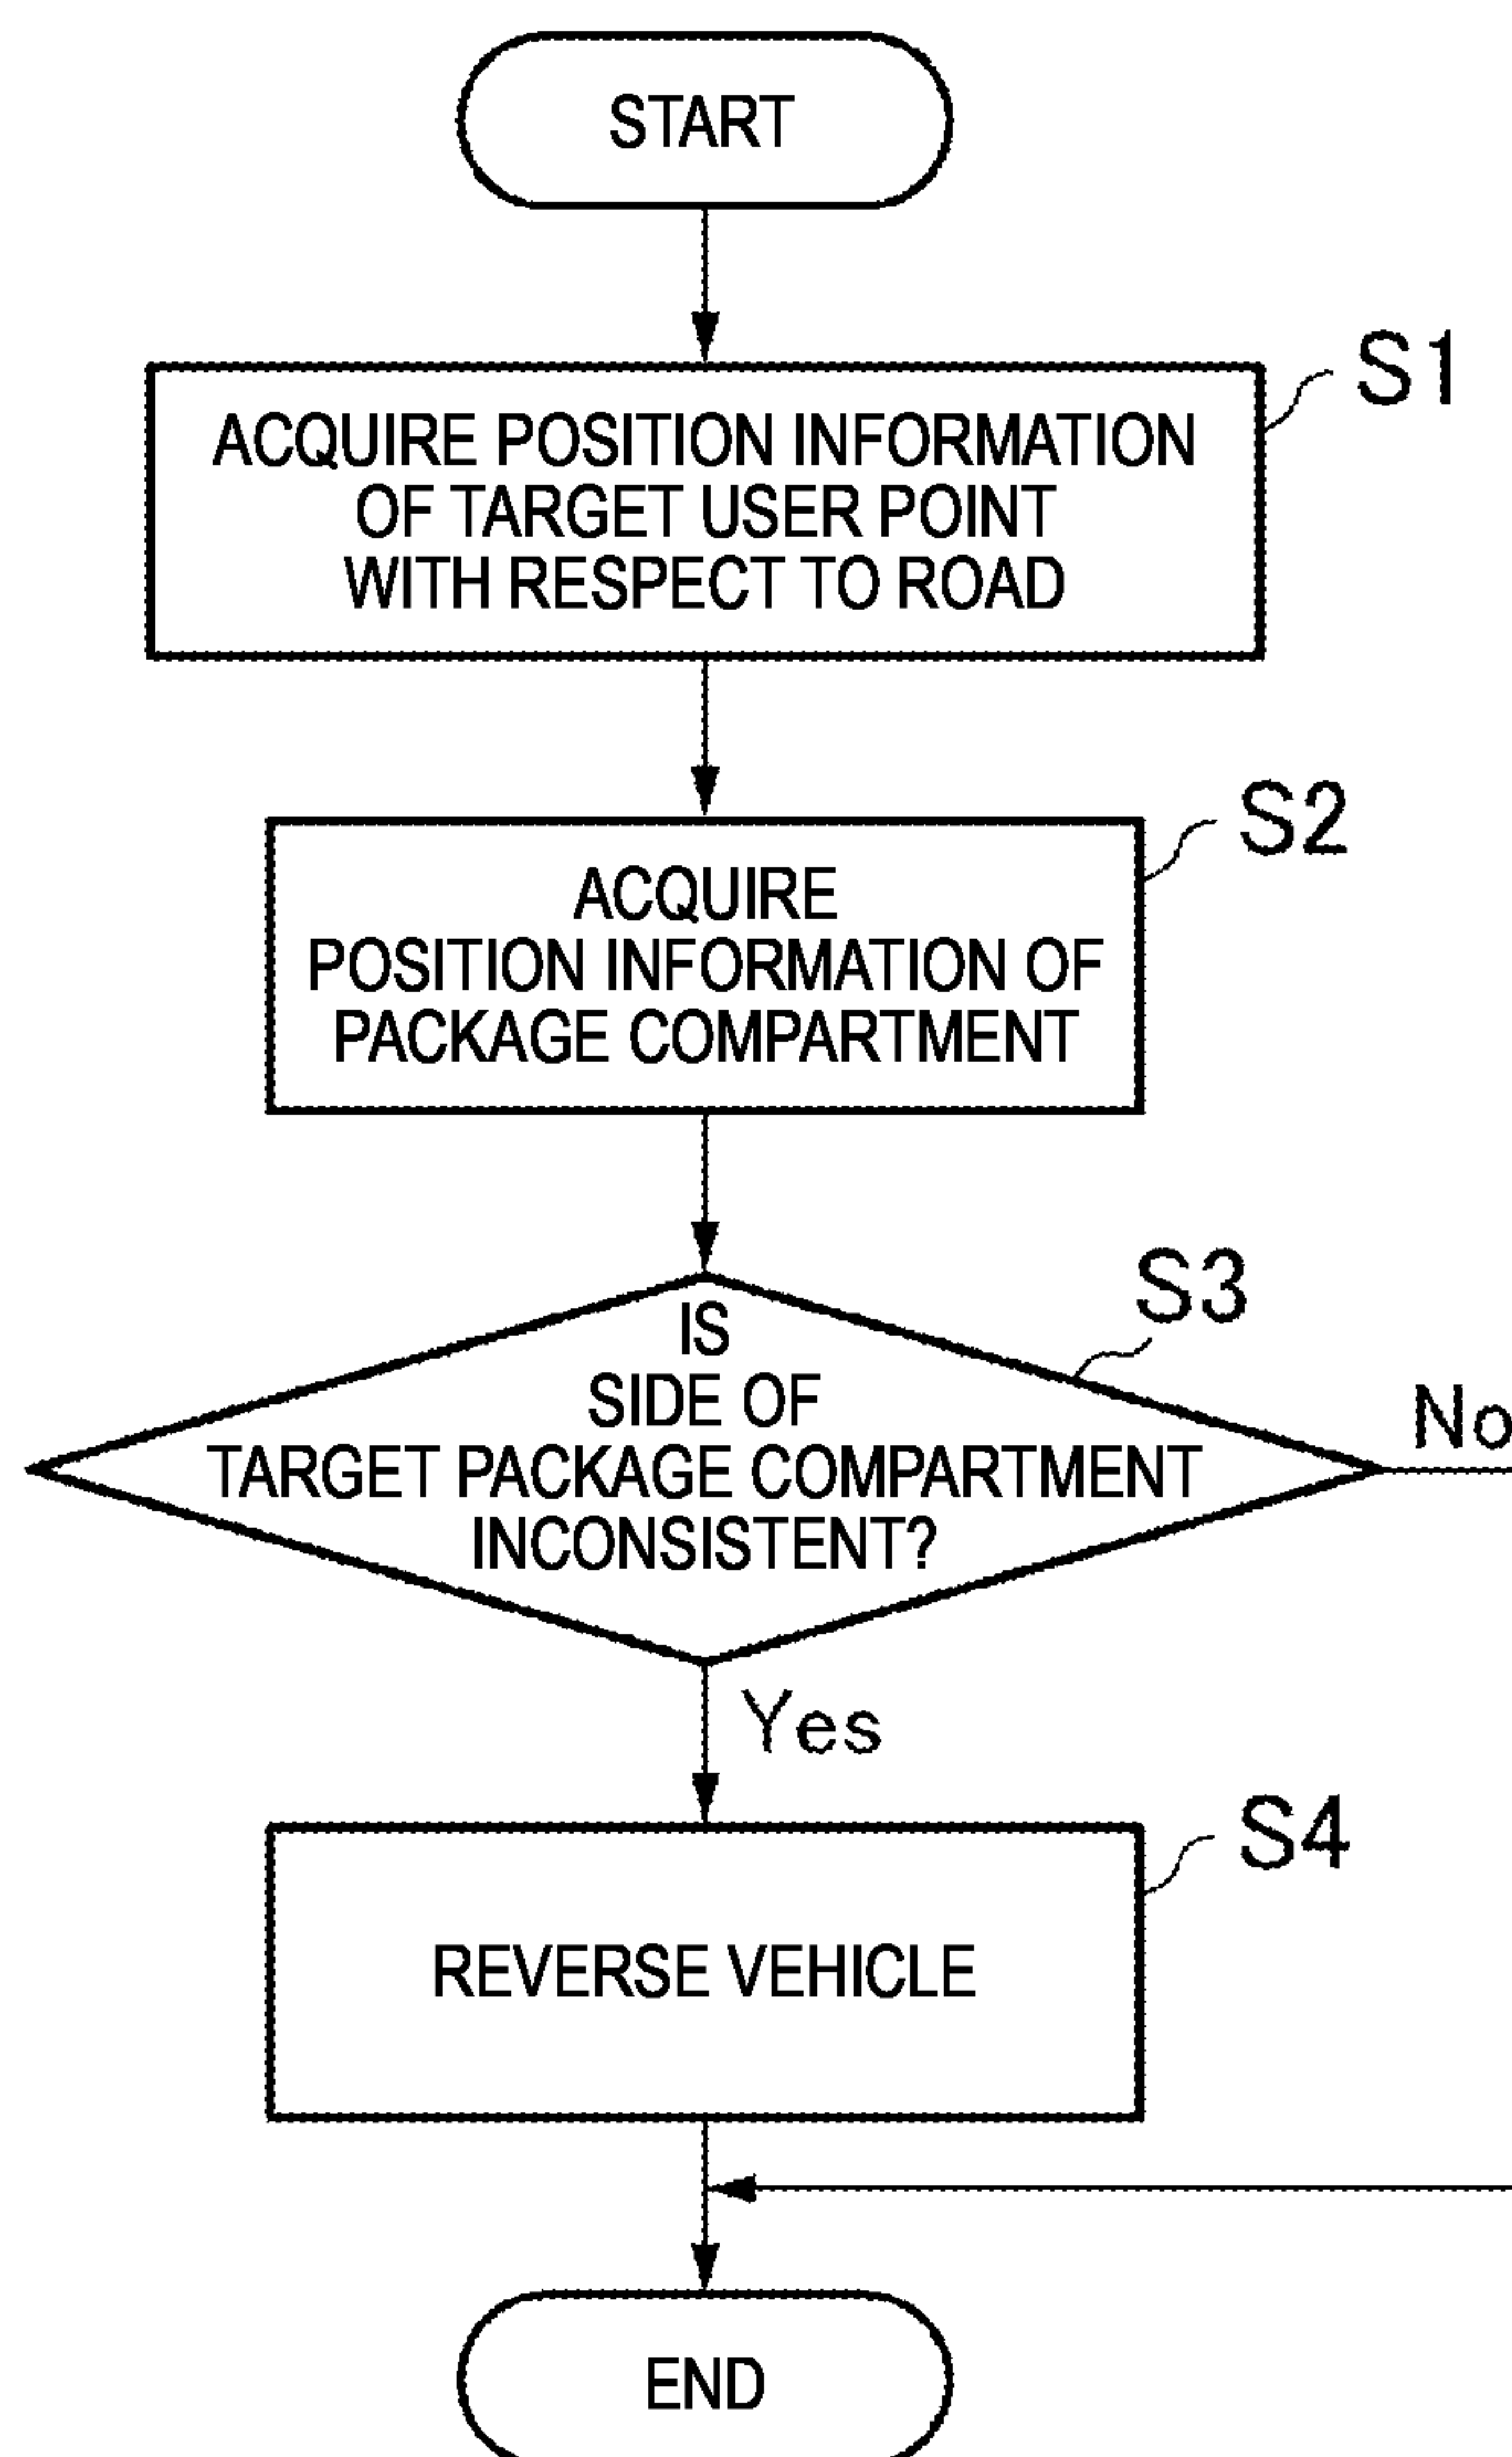 START
S1
ACQUIRE POSITION INFORMATION
OF TARGET USER POINT
WITH RESPECT TO ROAD
S2
ACQUIRE
POSITION INFORMATION OF
PACKAGE COMPARTMENT
S3
IS
SIDE OF
TARGET PACKAGE COMPARTMENT
INCONSISTENT?
No
Yes
S4
REVERSE VEHICLE
END